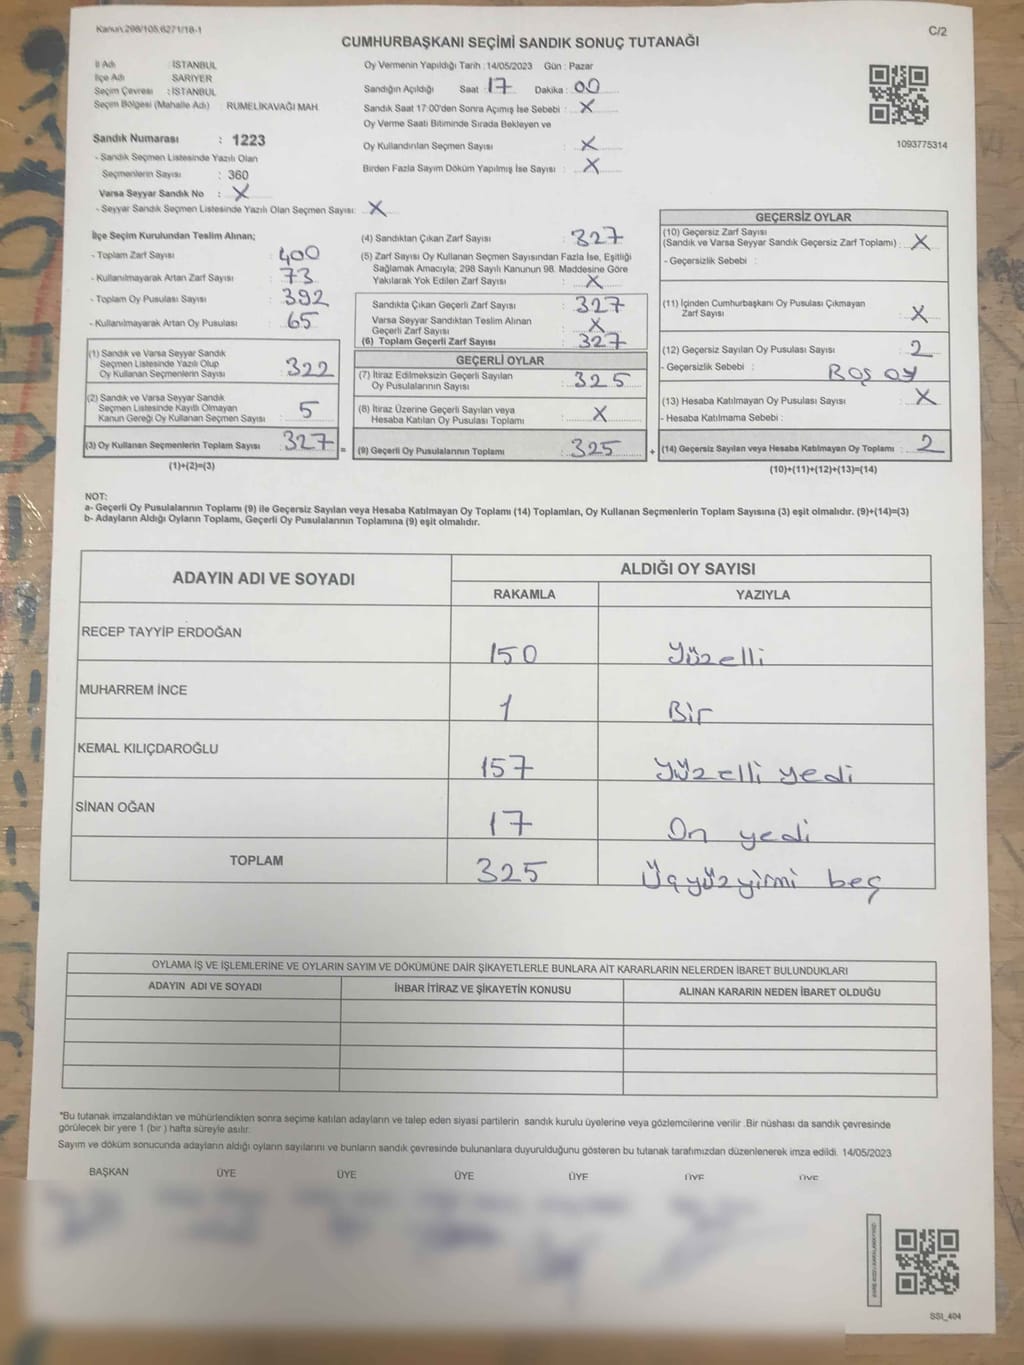 Kanun:298/105,6271/18-1
C/2
CUMHURBAŞKANI SEÇİMİ SANDIK SONUÇ TUTANAĞI
İl Adı : İSTANBUL
İlçe Adı : SARIYER
Seçim Çevresi : İSTANBUL
Seçim Bölgesi (Mahalle Adı) : RUMELİKAVAĞI MAH.
Sandık Numarası : 1223
- Sandık Seçmen Listesinde Yazılı Olan
Seçmenlerin Sayısı : 360
Varsa Seyyar Sandık No : X
- Seyyar Sandık Seçmen Listesinde Yazılı Olan Seçmen Sayısı: X
Oy Vermenin Yapıldığı Tarih : 14/05/2023 Gün : Pazar
Sandığın Açıldığı Saat : 17 Dakika : 00
Sandık Saat 17:00'den Sonra Açımış İse Sebebi : X
Oy Verme Saati Bitiminde Sırada Bekleyen ve
Oy Kullandırılan Seçmen Sayısı : X
Birden Fazla Sayım Döküm Yapılmış İse Sayısı : X
1093775314
İlçe Seçim Kurulundan Teslim Alınan;
- Toplam Zarf Sayısı : 400
- Kullanılmayarak Artan Zarf Sayısı : 73
- Toplam Oy Pusulası Sayısı : 392
- Kullanılmayarak Artan Oy Pusulası : 65
(1) Sandık ve Varsa Seyyar Sandık
Seçmen Listesinde Yazılı Olup
Oy Kullanan Seçmenlerin Sayısı : 322
(2) Sandık ve Varsa Seyyar Sandık
Seçmen Listesinde Kayıtlı Olmayan
Kanun Gereği Oy Kullanan Seçmen Sayısı : 5
(3) Oy Kullanan Seçmenlerin Toplam Sayısı : 327 =
(1)+(2)=(3)
(4) Sandıktan Çıkan Zarf Sayısı : 327
(5) Zarf Sayısı Oy Kullanan Seçmen Sayısından Fazla İse, Eşitliği
Sağlamak Amacıyla; 298 Sayılı Kanunun 98. Maddesine Göre
Yakılarak Yok Edilen Zarf Sayısı : X
Sandıkta Çıkan Geçerli Zarf Sayısı : 327
Varsa Seyyar Sandıktan Teslim Alınan
Geçerli Zarf Sayısı : X
(6) Toplam Geçerli Zarf Sayısı : 327
GEÇERLİ OYLAR
(7) İtiraz Edilmeksizin Geçerli Sayılan
Oy Pusulalarının Sayısı : 325
(8) İtiraz Üzerine Geçerli Sayılan veya
Hesaba Katılan Oy Pusulası Toplamı : X
(9) Geçerli Oy Pusulalarının Toplamı : 325 +
GEÇERSİZ OYLAR
(10) Geçersiz Zarf Sayısı
(Sandık ve Varsa Seyyar Sandık Geçersiz Zarf Toplamı) : X
- Geçersizlik Sebebi :
(11) İçinden Cumhurbaşkanı Oy Pusulası Çıkmayan
Zarf Sayısı : X
(12) Geçersiz Sayılan Oy Pusulası Sayısı : 2
- Geçersizlik Sebebi : Boş oy
(13) Hesaba Katılmayan Oy Pusulası Sayısı : X
- Hesaba Katılmama Sebebi :
(14) Geçersiz Sayılan veya Hesaba Katılmayan Oy Toplamı : 2
(10)+(11)+(12)+(13)=(14)
NOT:
a- Geçerli Oy Pusulasının Toplamı (9) ile Geçersiz Sayılan veya Hesaba Katılmayan Oy Toplamı (14) Toplamları, Oy Kullanan Seçmenlerin Toplam Sayısına (3) eşit olmalıdır. (9)+(14)=(3)
b- Adayların Aldığı Oyların Toplamı, Geçerli Oy Pusulalarının Toplamına (9) eşit olmalıdır.
ADAYIN ADI VE SOYADI
ALDIĞI OY SAYISI
RAKAMLA YAZIYLA
RECEP TAYYİP ERDOĞAN 150 Yüzelli
MUHARREM İNCE 1 Bir
KEMAL KILIÇDAROĞLU 157 Yüzelli yedi
SİNAN OĞAN 17 On yedi
TOPLAM 325 Üçyüzyirmi beş
OYLAMA İŞ VE İŞLEMLERİNE VE OYLARIN SAYIM VE DÖKÜMÜNE DAİR ŞİKAYETLERLE BUNLARA AİT KARARLARIN NELERDEN İBARET BULUNDUKLARI
ADAYIN ADI VE SOYADI İHBAR İTİRAZ VE ŞİKAYETİN KONUSU ALINAN KARARIN NEDEN İBARET OLDUĞU
*Bu tutanak imzalandıktan ve mühürlendikten sonra seçime katılan adayların ve talep eden siyasi partilerin sandık kurulu üyelerine veya gözlemcilerine verilir .Bir nüshası da sandık çevresinde
görülecek bir yere 1 (bir ) hafta süreyle asılır.
Sayım ve döküm sonucunda adayların aldığı oyların sayılarını ve bunların sandık çevresinde bulunanlara duyurulduğunu gösteren bu tutanak tarafımızdan düzenlenerek imza edildi. 14/05/2023
BAŞKAN ÜYE ÜYE ÜYE ÜYE ÜYE ÜYE
SSt_404